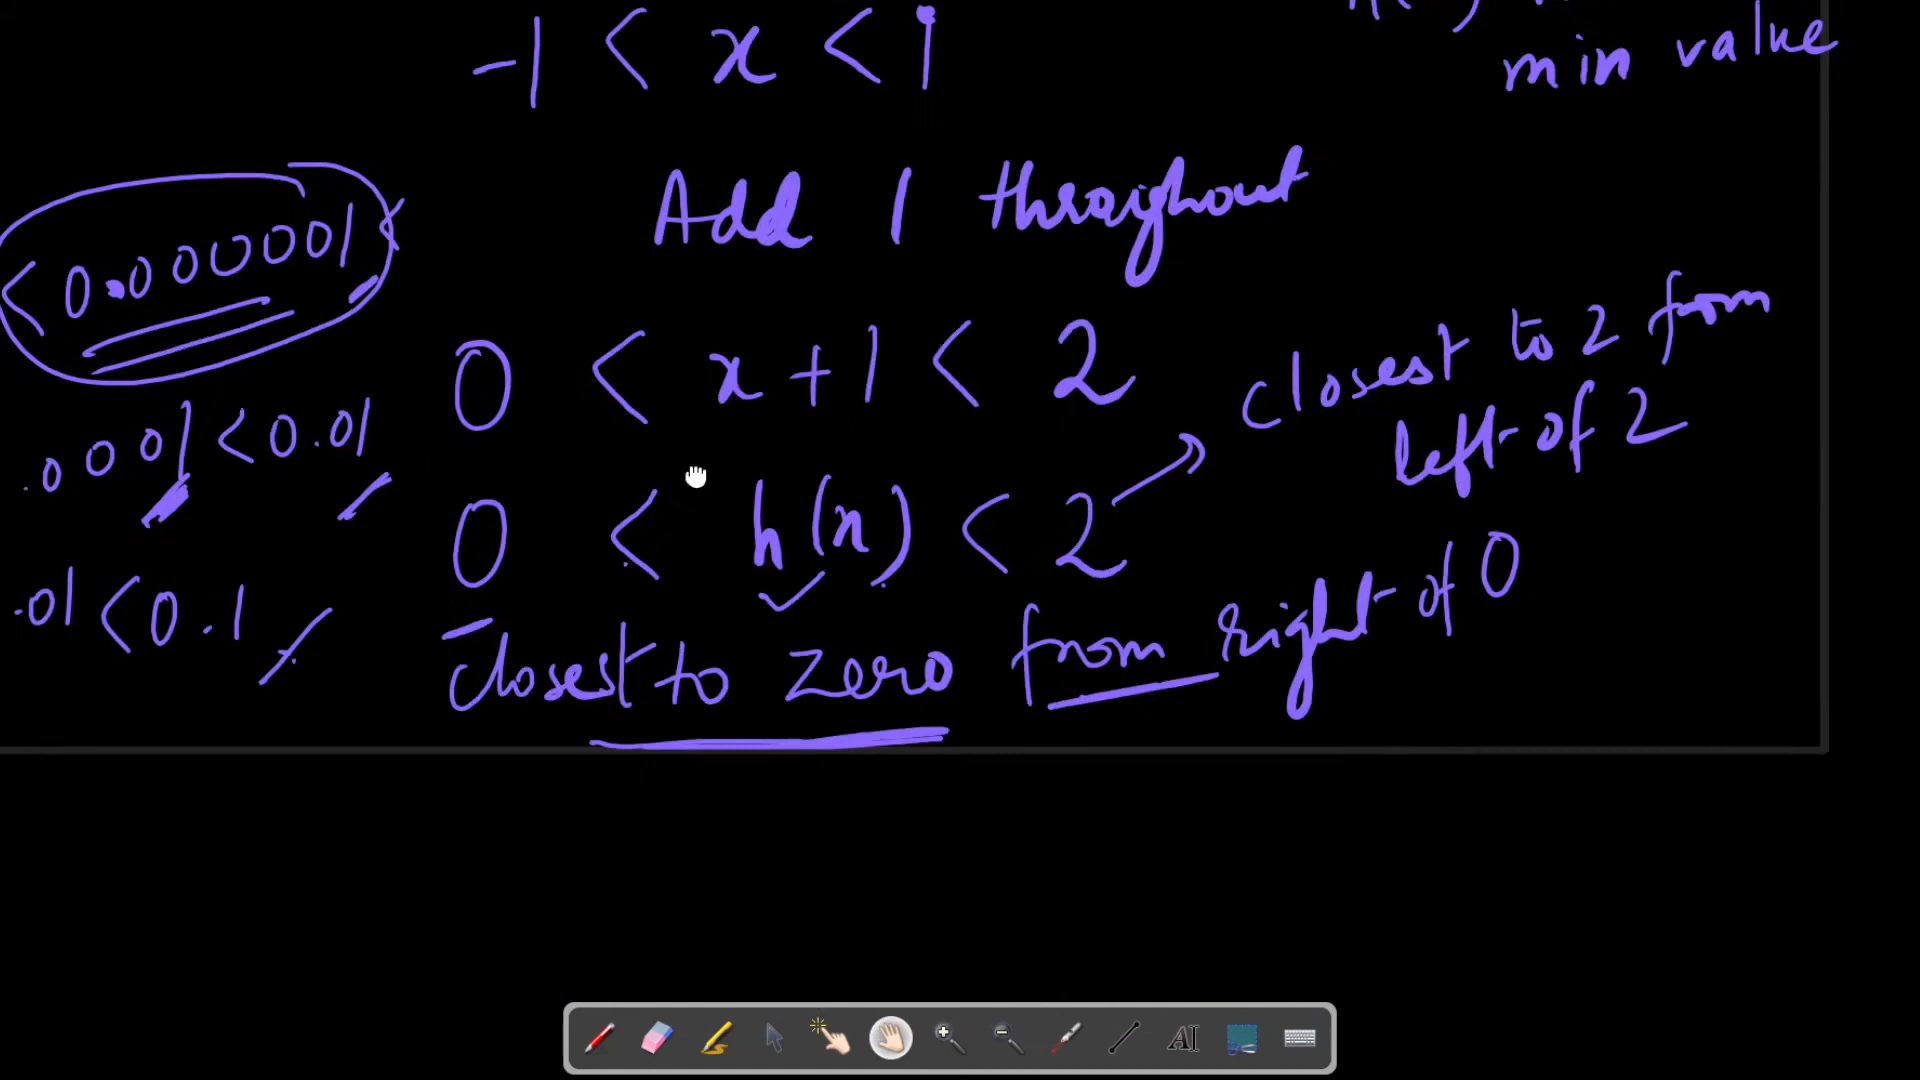 -1 < x < 1
min value
Add 1 throughout
< 0.000001 <
0 < x + 1 < 2
closest to 2 from
left of 2
.0001 < 0.01
0 < h(x) < 2
.01 < 0.1
closest to zero from right of 0
AI